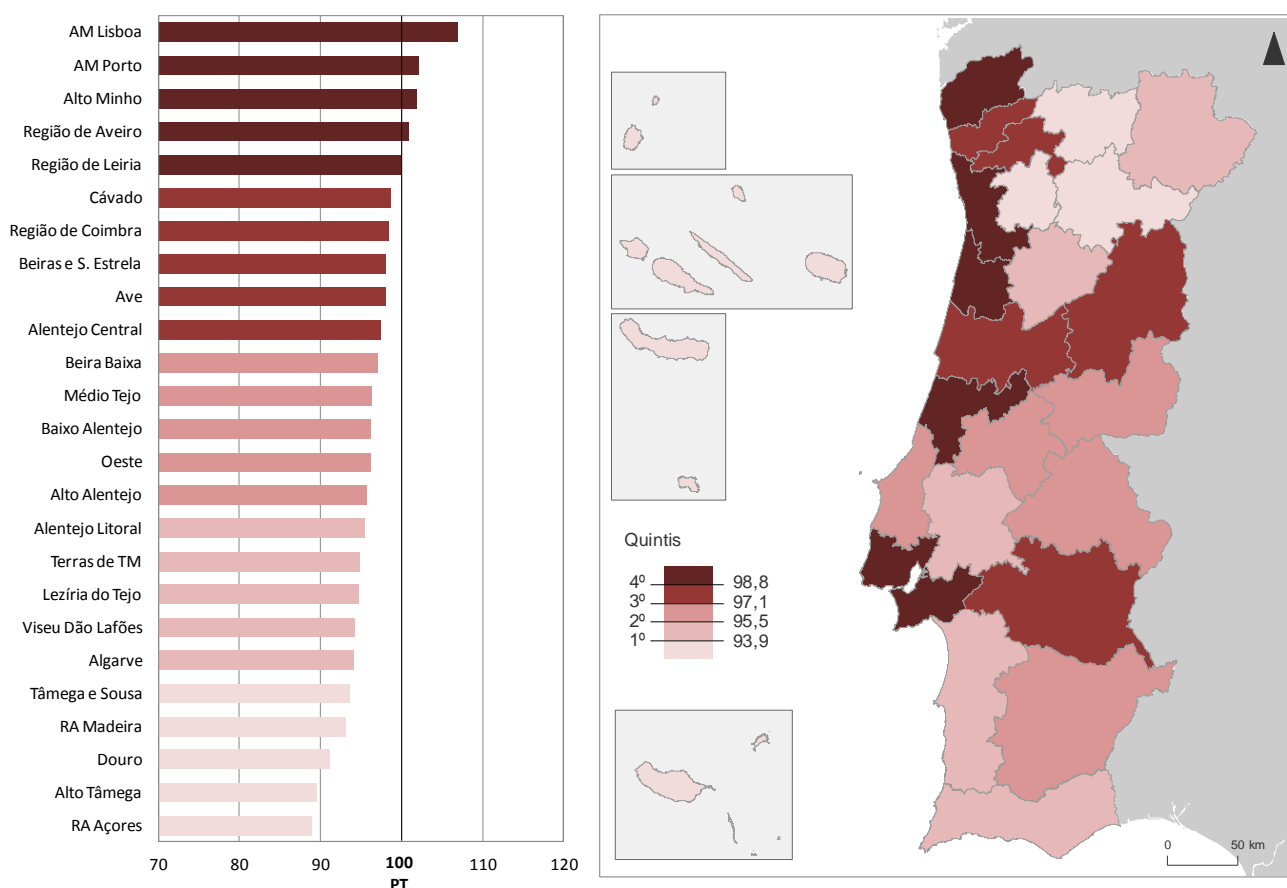 AM Lisboa
AM Porto
Alto Minho
Região de Aveiro
Região de Leiria
Cávado
Região de Coimbra
Beiras e S. Estrela
Ave
Alentejo Central
Beira Baixa
Médio Tejo
Baixo Alentejo
Oeste
Alto Alentejo
Alentejo Litoral
Terras de TM
Lezíria do Tejo
Viseu Dão Lafões
Algarve
Tâmega e Sousa
RA Madeira
Douro
Alto Tâmega
RA Açores
70 80 90 100 110 120
PT
Quintis
4º 98,8
3º 97,1
2º 95,5
1º 93,9
0 50 km